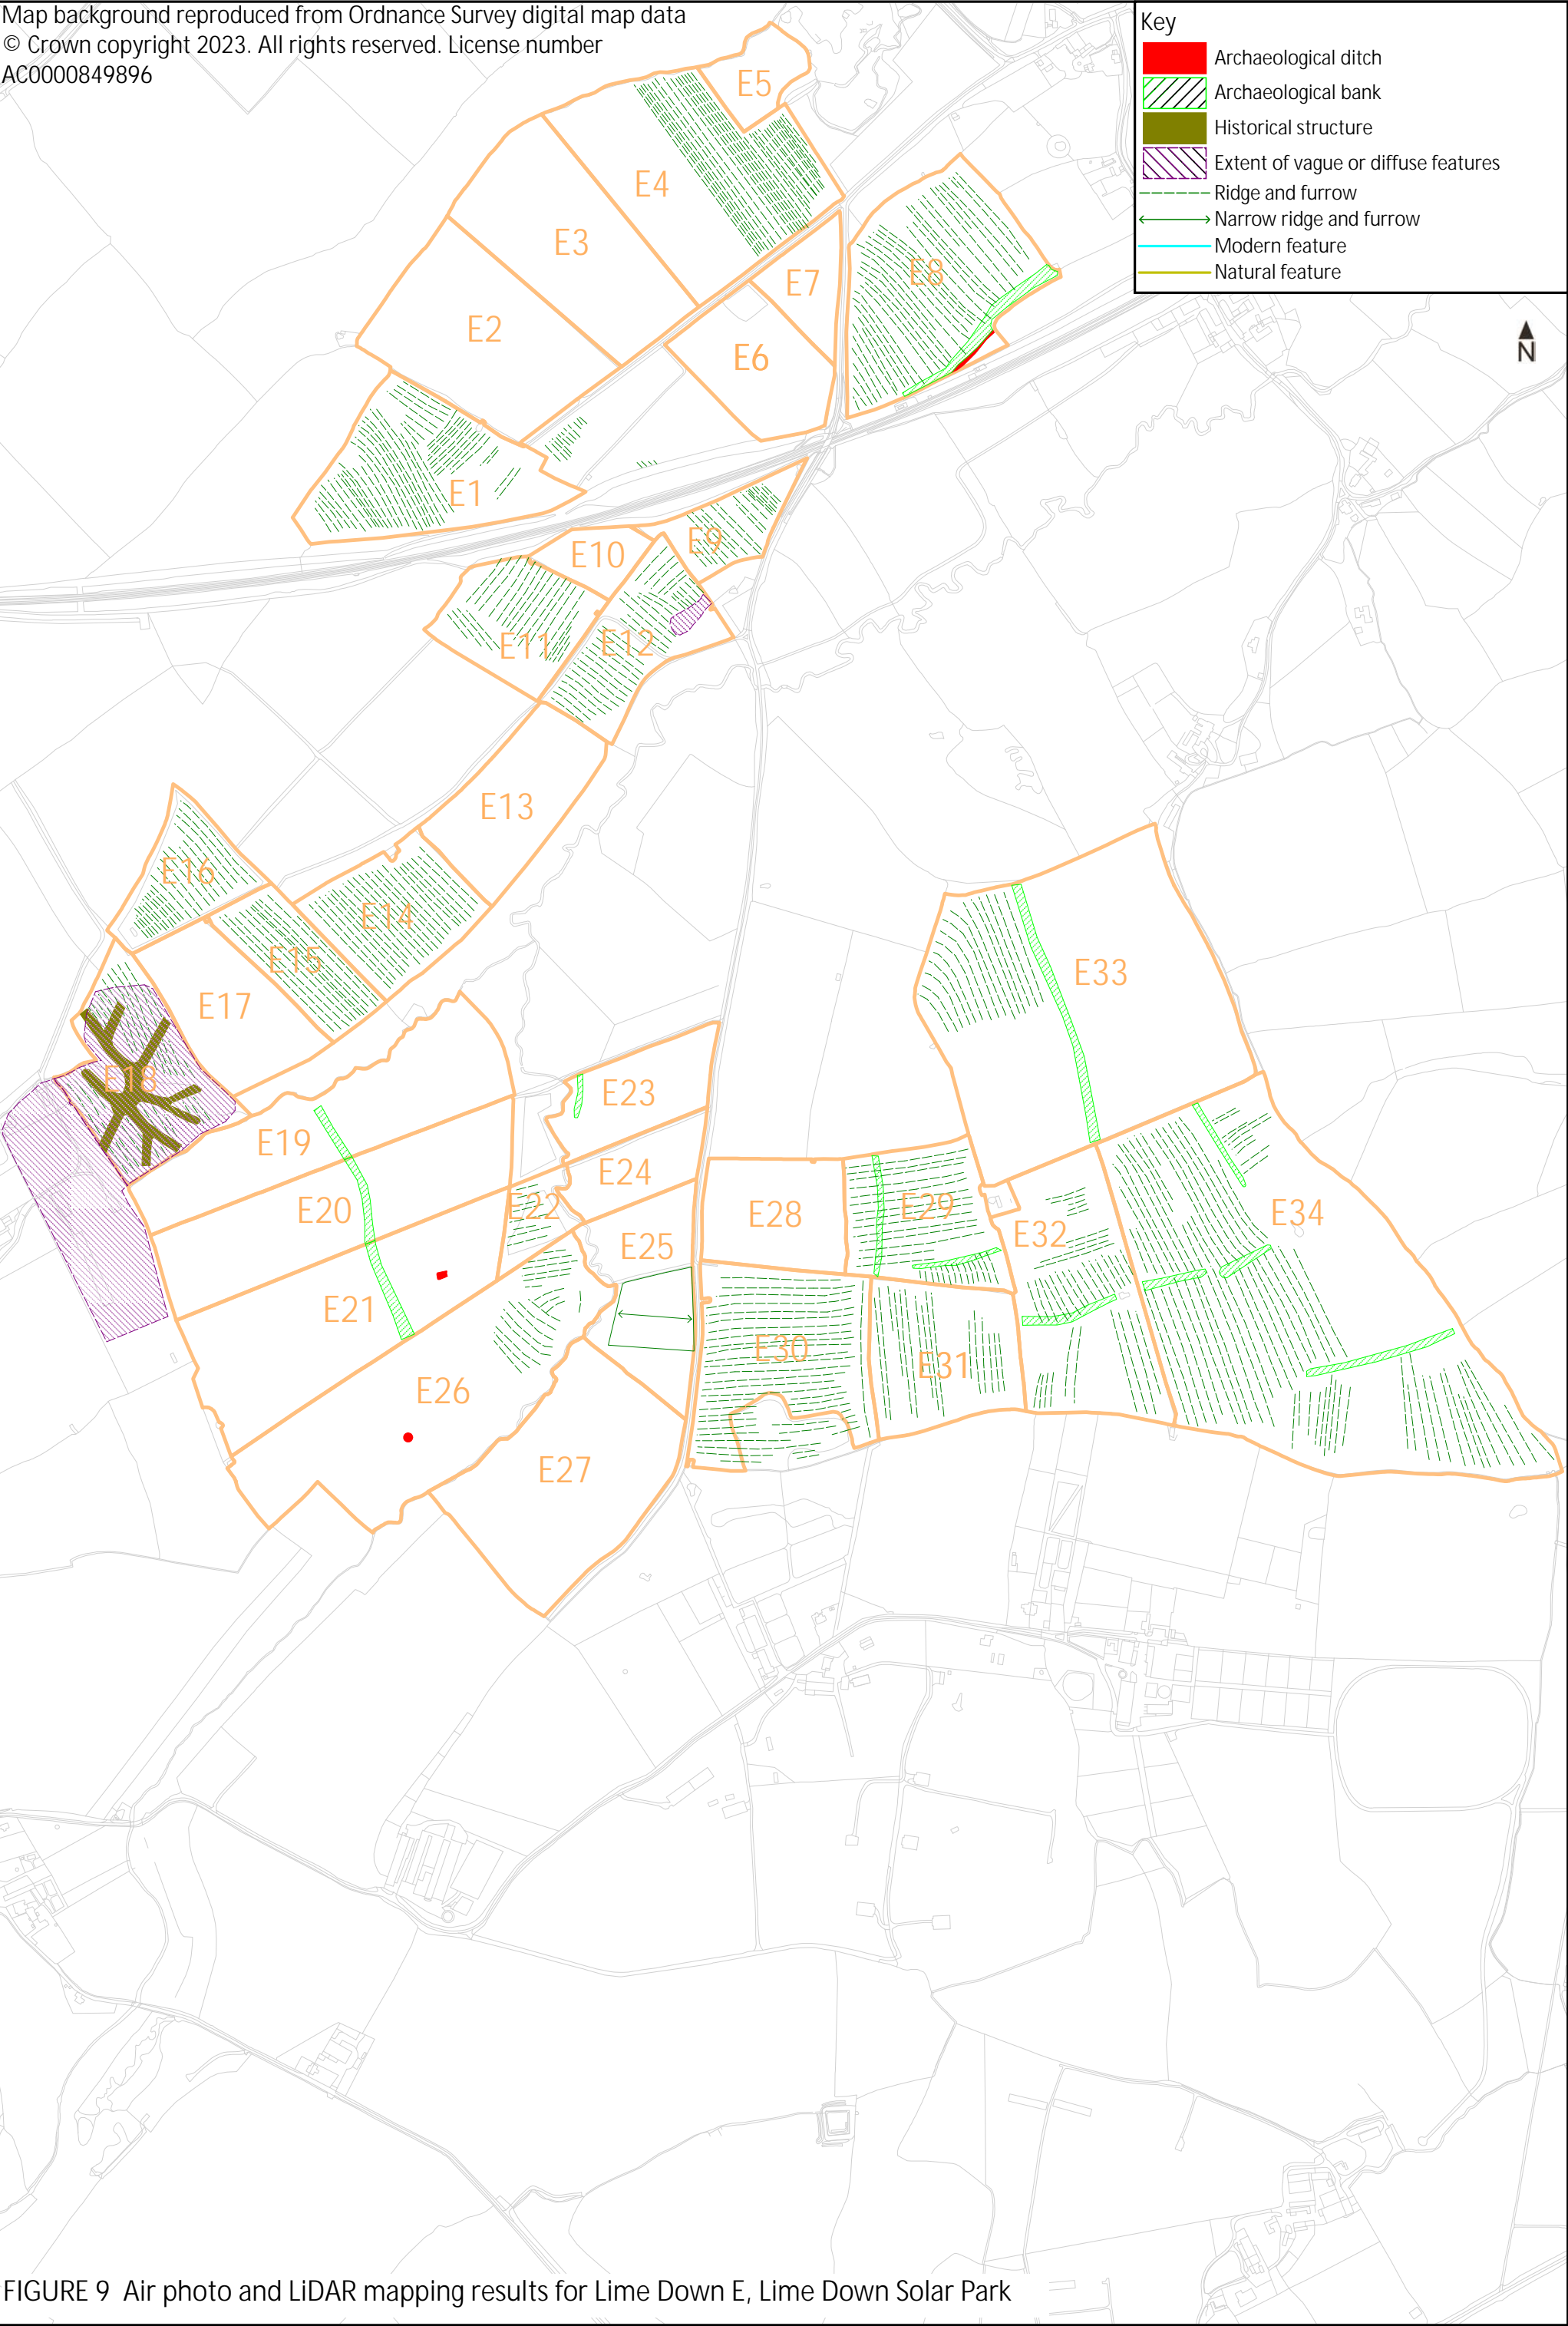 Map background reproduced from Ordnance Survey digital map data
© Crown copyright 2023. All rights reserved. License number
AC0000849896
Key
Archaeological ditch
Archaeological bank
Historical structure
Extent of vague or diffuse features
Ridge and furrow
Narrow ridge and furrow
Modern feature
Natural feature
N
E5
E4
E3
E8
E7
E2
E6
E1
E9
E10
E11
E12
E13
E16
E14
E15
E33
E17
E18
E23
E19
E24
E20
E22
E28
E29
E34
E32
E25
E21
E30
E31
E26
E27
FIGURE 9 Air photo and LiDAR mapping results for Lime Down E, Lime Down Solar Park